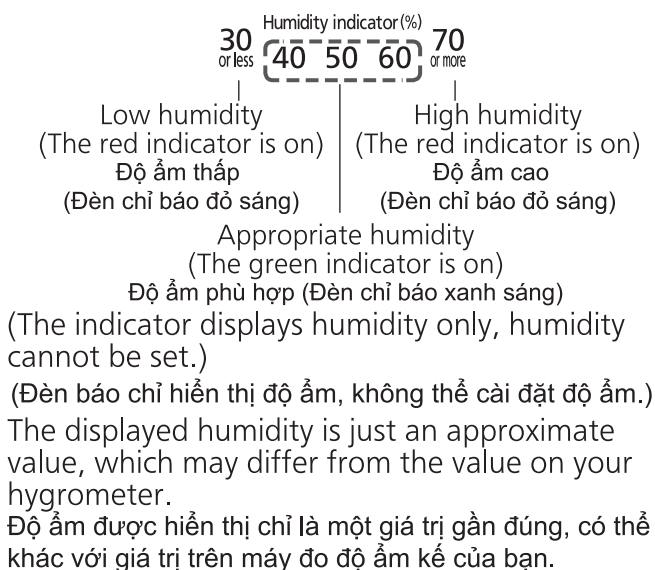 Humidity indicator (%)
30 or less 40 50 60 70 or more
Low humidity
(The red indicator is on)
Độ ẩm thấp
(Đèn chỉ báo đỏ sáng)
High humidity
(The red indicator is on)
Độ ẩm cao
(Đèn chỉ báo đỏ sáng)
Appropriate humidity
(The green indicator is on)
Độ ẩm phù hợp (Đèn chỉ báo xanh sáng)
(The indicator displays humidity only, humidity
cannot be set.)
(Đèn báo chỉ hiển thị độ ẩm, không thể cài đặt độ ẩm.)
The displayed humidity is just an approximate
value, which may differ from the value on your
hygrometer.
Độ ẩm được hiển thị chỉ là một giá trị gần đúng, có thể
khác với giá trị trên máy đo độ ẩm kế của bạn.